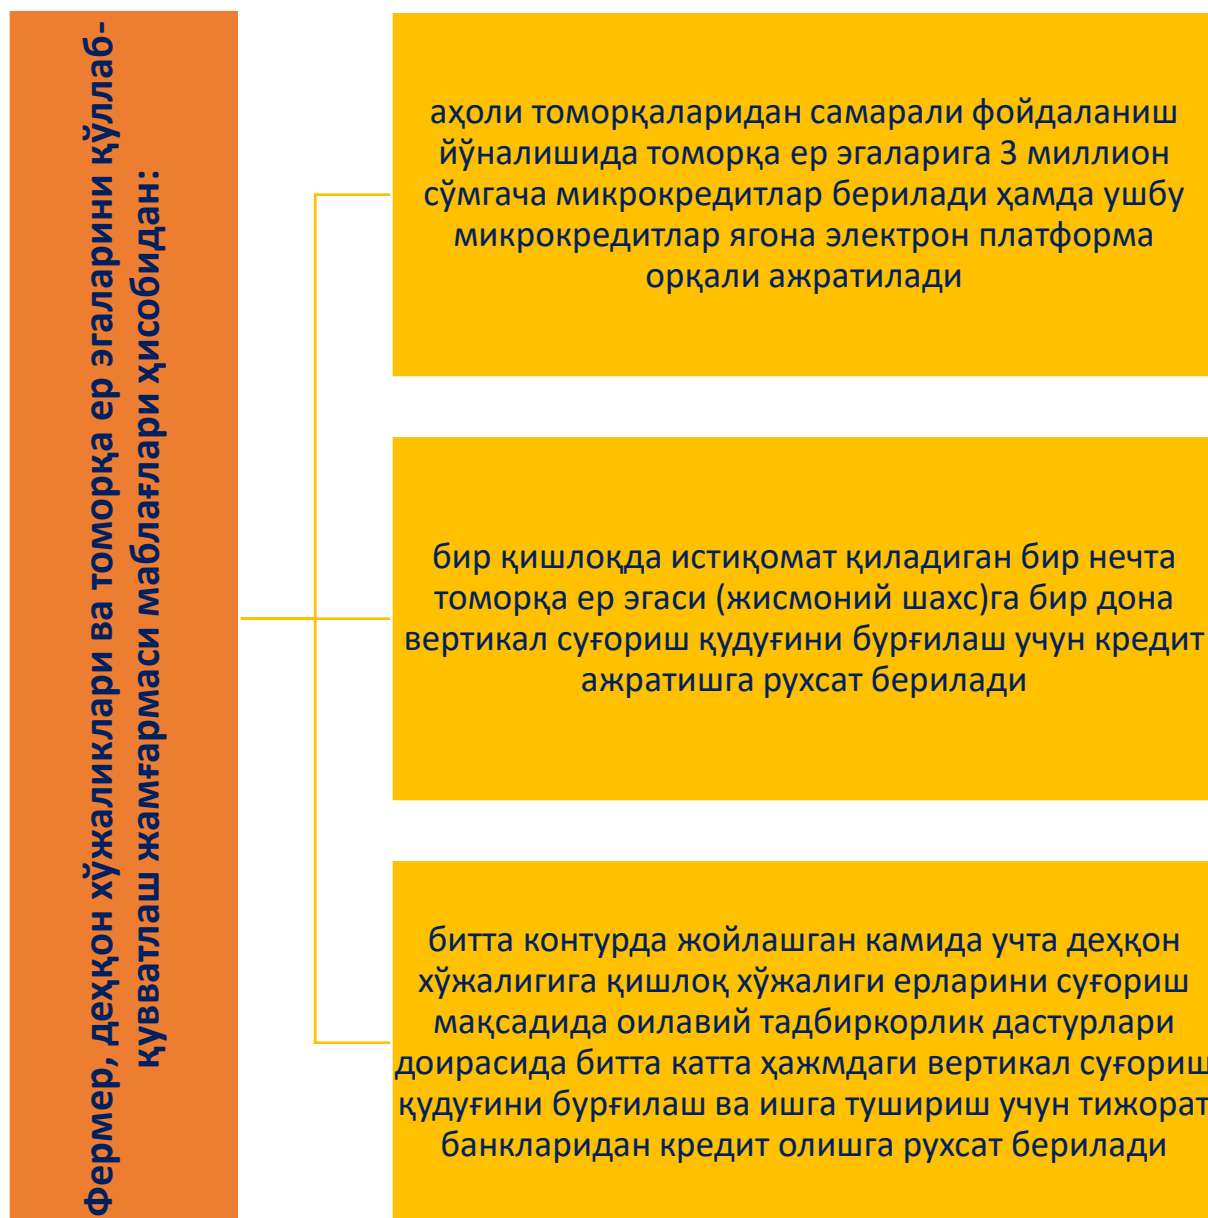 Фермер, деҳқон хўжаликлари ва томорқа ер эгаларини қўллаб-
қувватлаш жамғармаси маблағлари ҳисобидан:
аҳоли томорқаларидан самарали фойдаланиш
йўналишида томорқа ер эгаларига 3 миллион
сўмгача микрокредитлар берилади ҳамда ушбу
микрокредитлар ягона электрон платформа
орқали ажратилади
бир қишлоқда истиқомат қиладиган бир нечта
томорқа ер эгаси (жисмоний шахс)га бир дона
вертикал суғориш қудуғини бурғилаш учун кредит
ажратишга рухсат берилади
битта контурда жойлашган камида учта деҳқон
хўжалигига қишлоқ хўжалиги ерларини суғориш
мақсадида оилавий тадбиркорлик дастурлари
доирасида битта катта ҳажмдаги вертикал суғориш
қудуғини бурғилаш ва ишга тушириш учун тижорат
банкларидан кредит олишга рухсат берилади